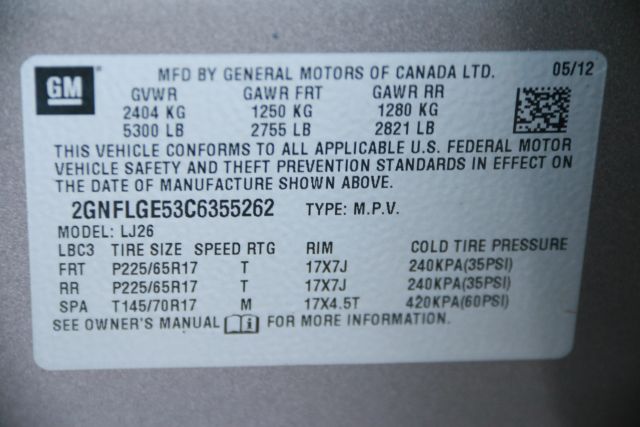 GM
MFD BY GENERAL MOTORS OF CANADA LTD. 05/12
GVWR GAWR FRT GAWR RR
2404 KG 1250 KG 1280 KG
5300 LB 2755 LB 2821 LB
THIS VEHICLE CONFORMS TO ALL APPLICABLE U.S. FEDERAL MOTOR
VEHICLE SAFETY AND THEFT PREVENTION STANDARDS IN EFFECT ON
THE DATE OF MANUFACTURE SHOWN ABOVE.
2GNFLGE53C6355262 TYPE: M.P.V.
MODEL: LJ26
LBC3 TIRE SIZE SPEED RTG RIM COLD TIRE PRESSURE
FRT P225/65R17 T 17X7J 240KPA(35PSI)
RR P225/65R17 T 17X7J 240KPA(35PSI)
SPA T145/70R17 M 17X4.5T 420KPA(60PSI)
SEE OWNER'S MANUAL FOR MORE INFORMATION.